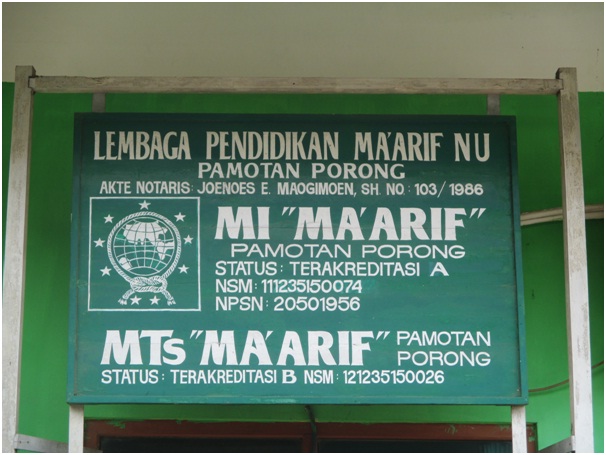 LEMBAGA PENDIDIKAN MA'ARIF NU
PAMOTAN PORONG
AKTE NOTARIS: JOENOES E. MAOGIMOEN, SH. NO: 103/1986
MI "MA'ARIF"
PAMOTAN PORONG
STATUS: TERAKREDITASI A
NSM: 111235150074
NPSN: 20501956
MTs "MA'ARIF" PAMOTAN
PORONG
STATUS: TERAKREDITASI B NSM: 121235150026